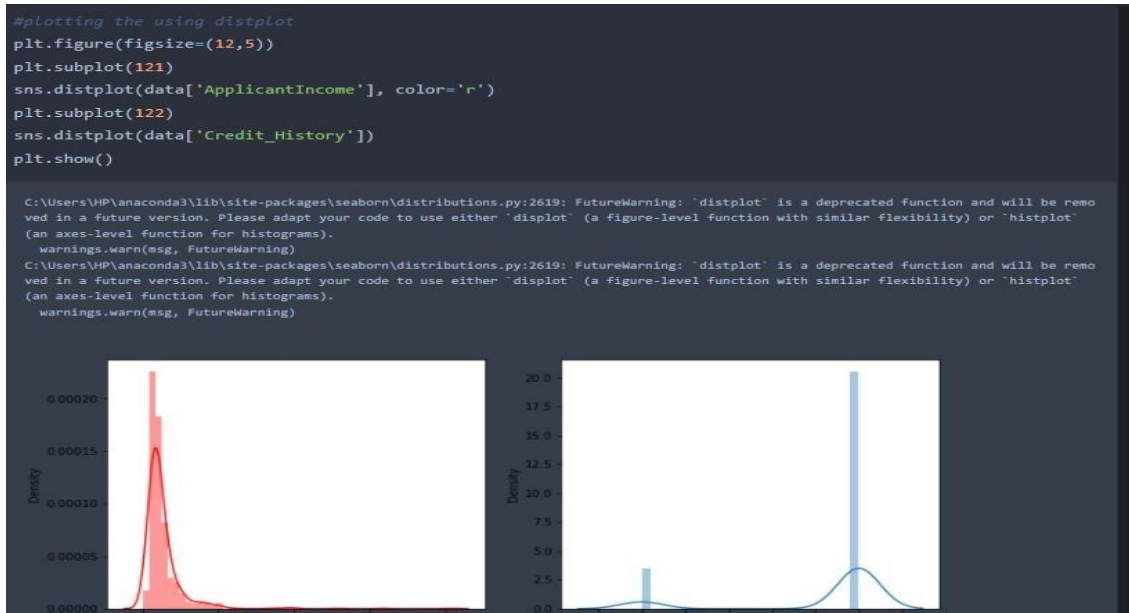 #plotting the using distplot
plt.figure(figsize=(12,5))
plt.subplot(121)
sns.distplot(data['ApplicantIncome'], color='r')
plt.subplot(122)
sns.distplot(data['Credit_History'])
plt.show()
C:\Users\HP\anaconda3\lib\site-packages\seaborn\distributions.py:2619: FutureWarning: `distplot` is a deprecated function and will be remo
ved in a future version. Please adapt your code to use either `displot` (a figure-level function with similar flexibility) or `histplot`
(an axes-level function for histograms).
warnings.warn(msg, FutureWarning)
C:\Users\HP\anaconda3\lib\site-packages\seaborn\distributions.py:2619: FutureWarning: `distplot` is a deprecated function and will be remo
ved in a future version. Please adapt your code to use either `displot` (a figure-level function with similar flexibility) or `histplot`
(an axes-level function for histograms).
warnings.warn(msg, FutureWarning)
0.00020
0.00015
0.00010
0.00005
0.00000
Density
20.0
17.5
15.0
12.5
10.0
7.5
5.0
2.5
0.0
Density